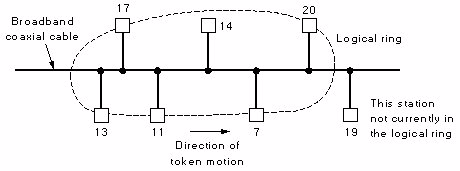 17
20
Broadband
coaxial cable
14
Logical ring
13
11
7
19
This station
not currently in
the logical ring
Direction of
token motion